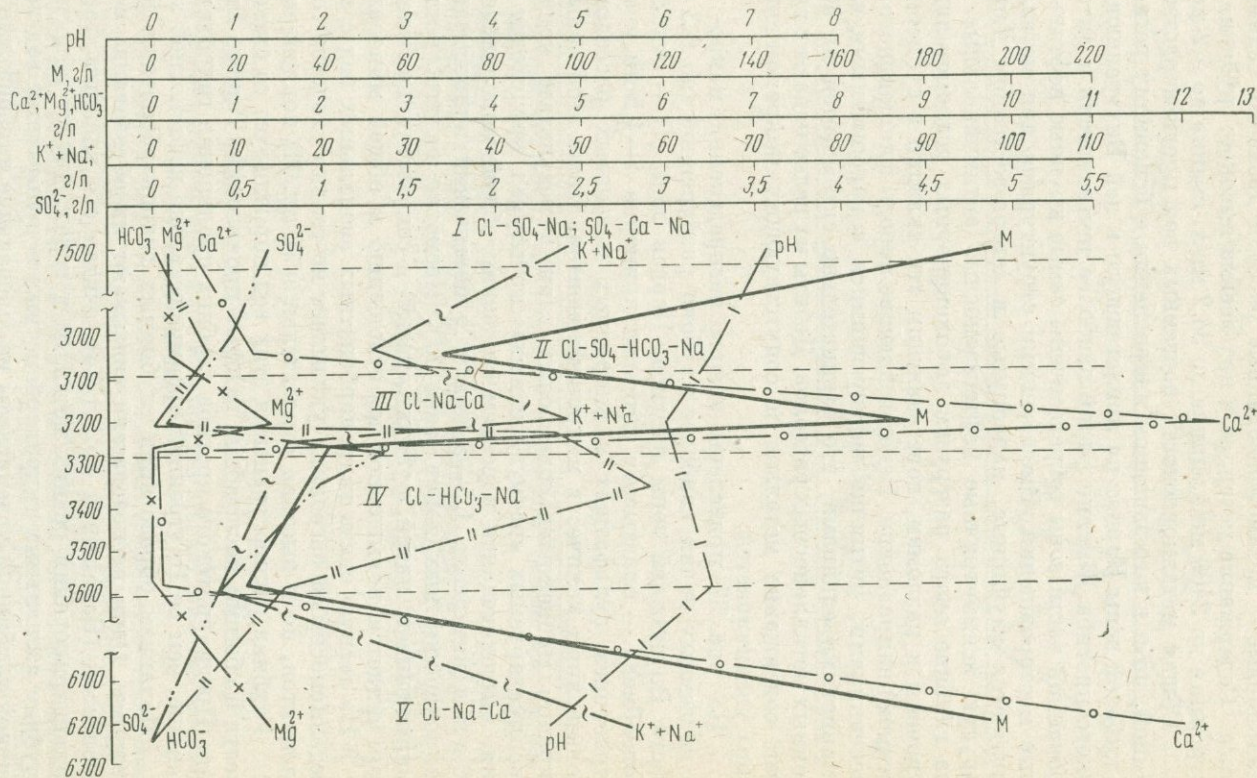 0 1 2 3 4 5 6 7 8
pH
0 20 40 60 80 100 120 140 160 180 200 220
M, г/л
0 1 2 3 4 5 6 7 8 9 10 11 12 13
Ca²⁺, Mg²⁺, HCO₃⁻
г/л
0 10 20 30 40 50 60 70 80 90 100 110
K⁺+Na⁺,
г/л
0 0,5 1 1,5 2 2,5 3 3,5 4 4,5 5 5,5
SO₄²⁻, г/л
HCO₃⁻ Mg²⁺ Ca²⁺ SO₄²⁻ I Cl-SO₄-Na; SO₄-Ca-Na
1500 K⁺+Na⁺ pH M
3000 II Cl-SO₄-HCO₃-Na
3100
III Cl-Na-Ca
Mg²⁺ K⁺+Na⁺ M Ca²⁺
3200
3300
IV Cl-HCO₃-Na
3400
3500
3600
6100
V Cl-Na-Ca
6200
SO₄²⁻ HCO₃⁻ Mg²⁺ pH K⁺+Na⁺ M Ca²⁺
6300